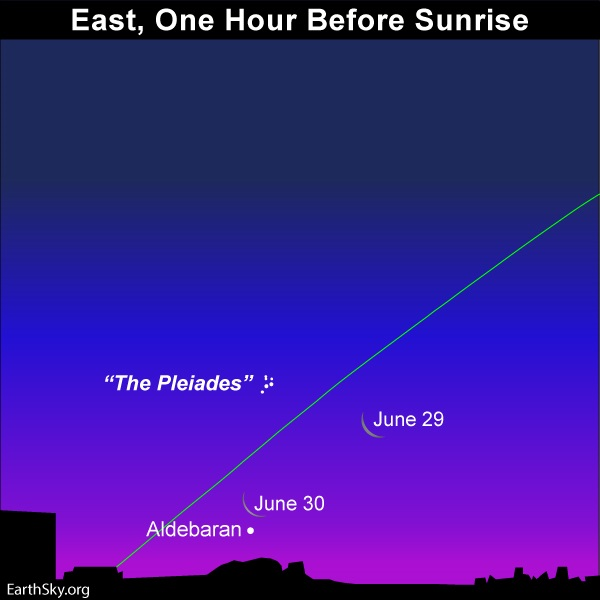 East, One Hour Before Sunrise
“The Pleiades”
June 29
June 30
Aldebaran
EarthSky.org